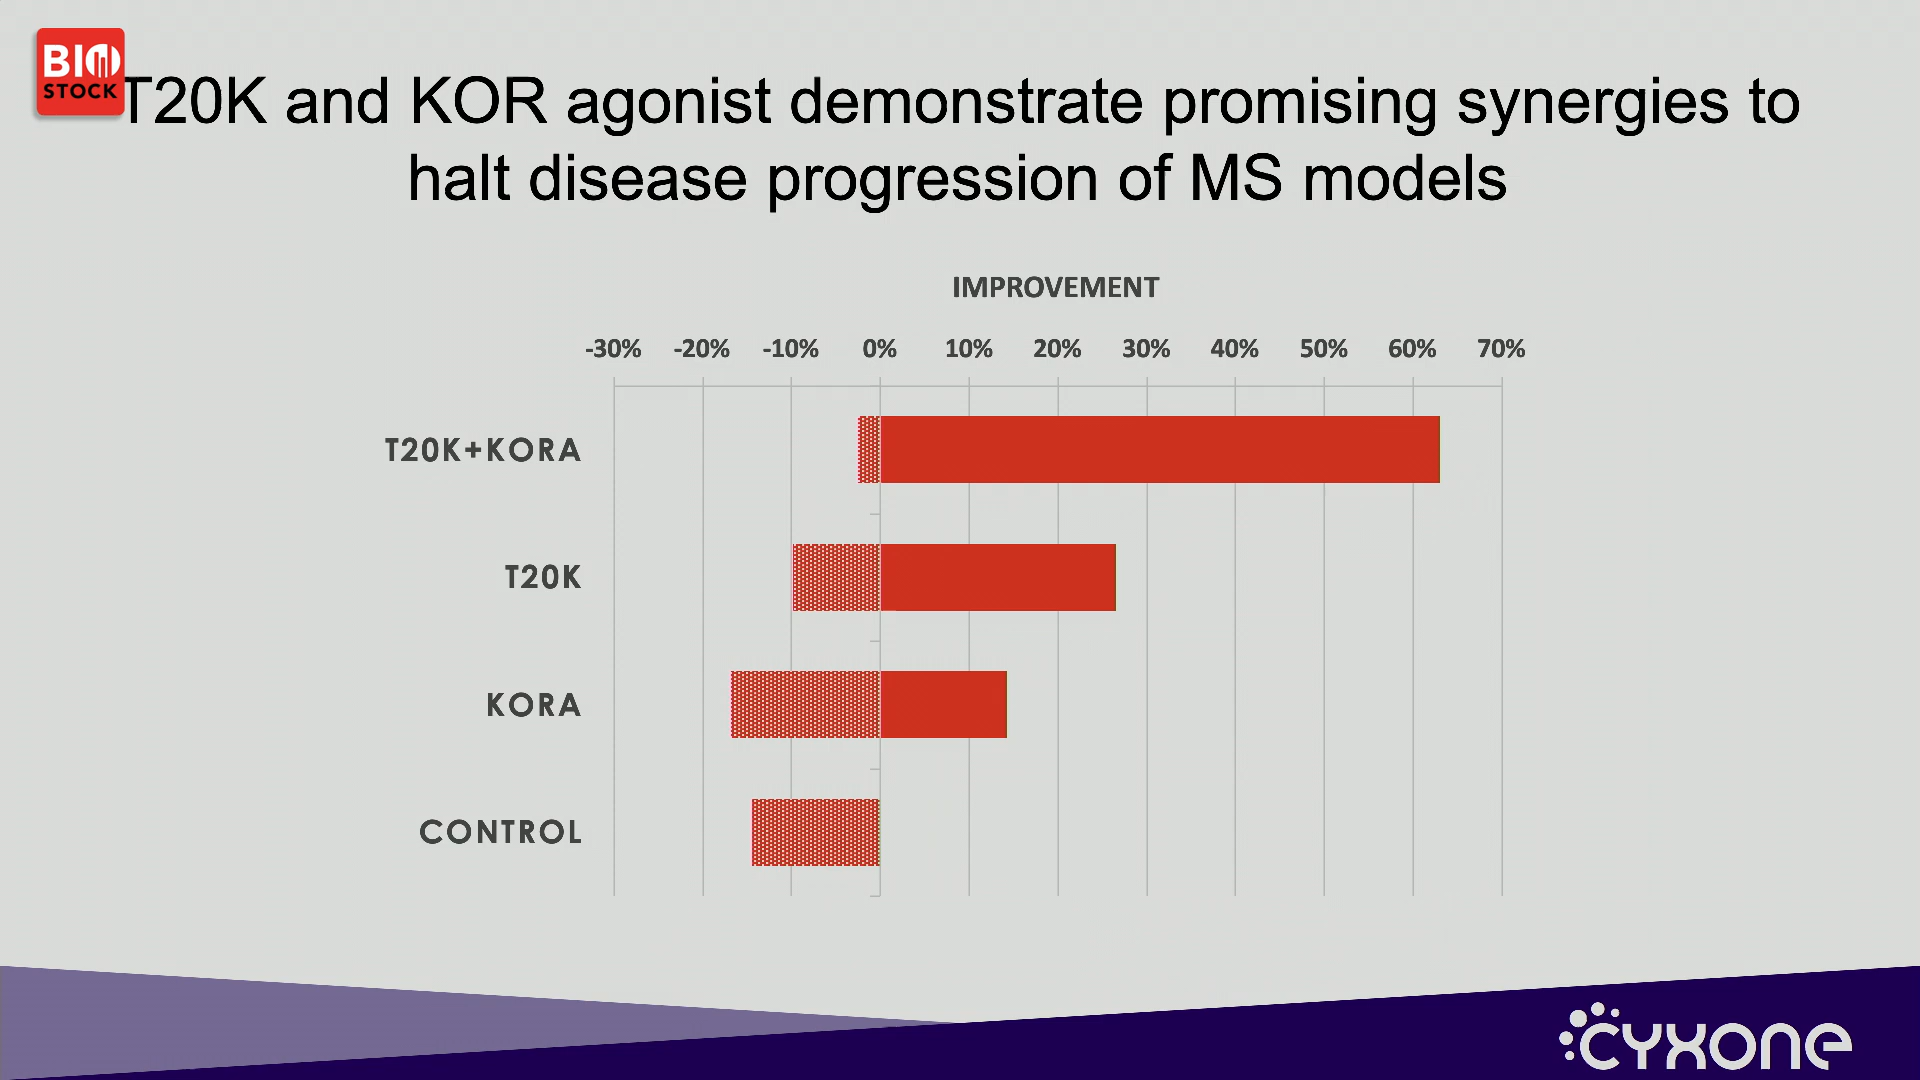 BIO
STOCK
T20K and KOR agonist demonstrate promising synergies to
halt disease progression of MS models
IMPROVEMENT
-30% -20% -10% 0% 10% 20% 30% 40% 50% 60% 70%
T20K+KORA
T20K
KORA
CONTROL
cyxone